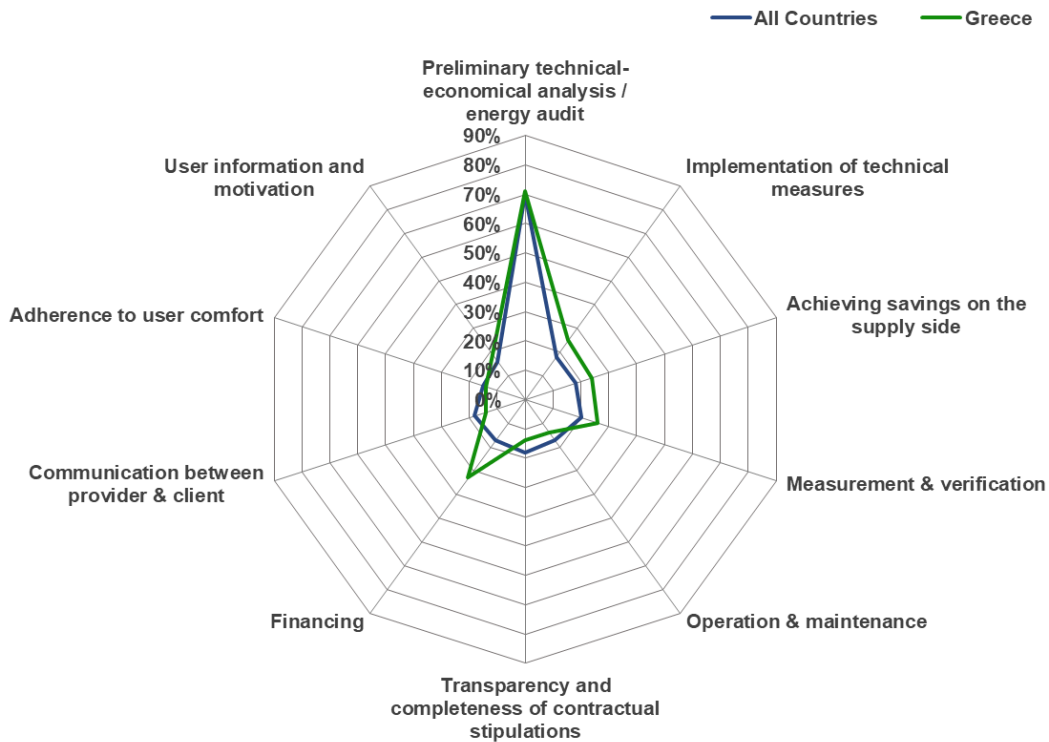 All Countries
Greece
Preliminary technical-
economical analysis /
energy audit
90%
80%
70%
60%
50%
40%
30%
20%
10%
0%
Implementation of technical
measures
Achieving savings on the
supply side
Measurement & verification
Operation & maintenance
Transparency and
completeness of contractual
stipulations
Financing
Communication between
provider & client
Adherence to user comfort
User information and
motivation